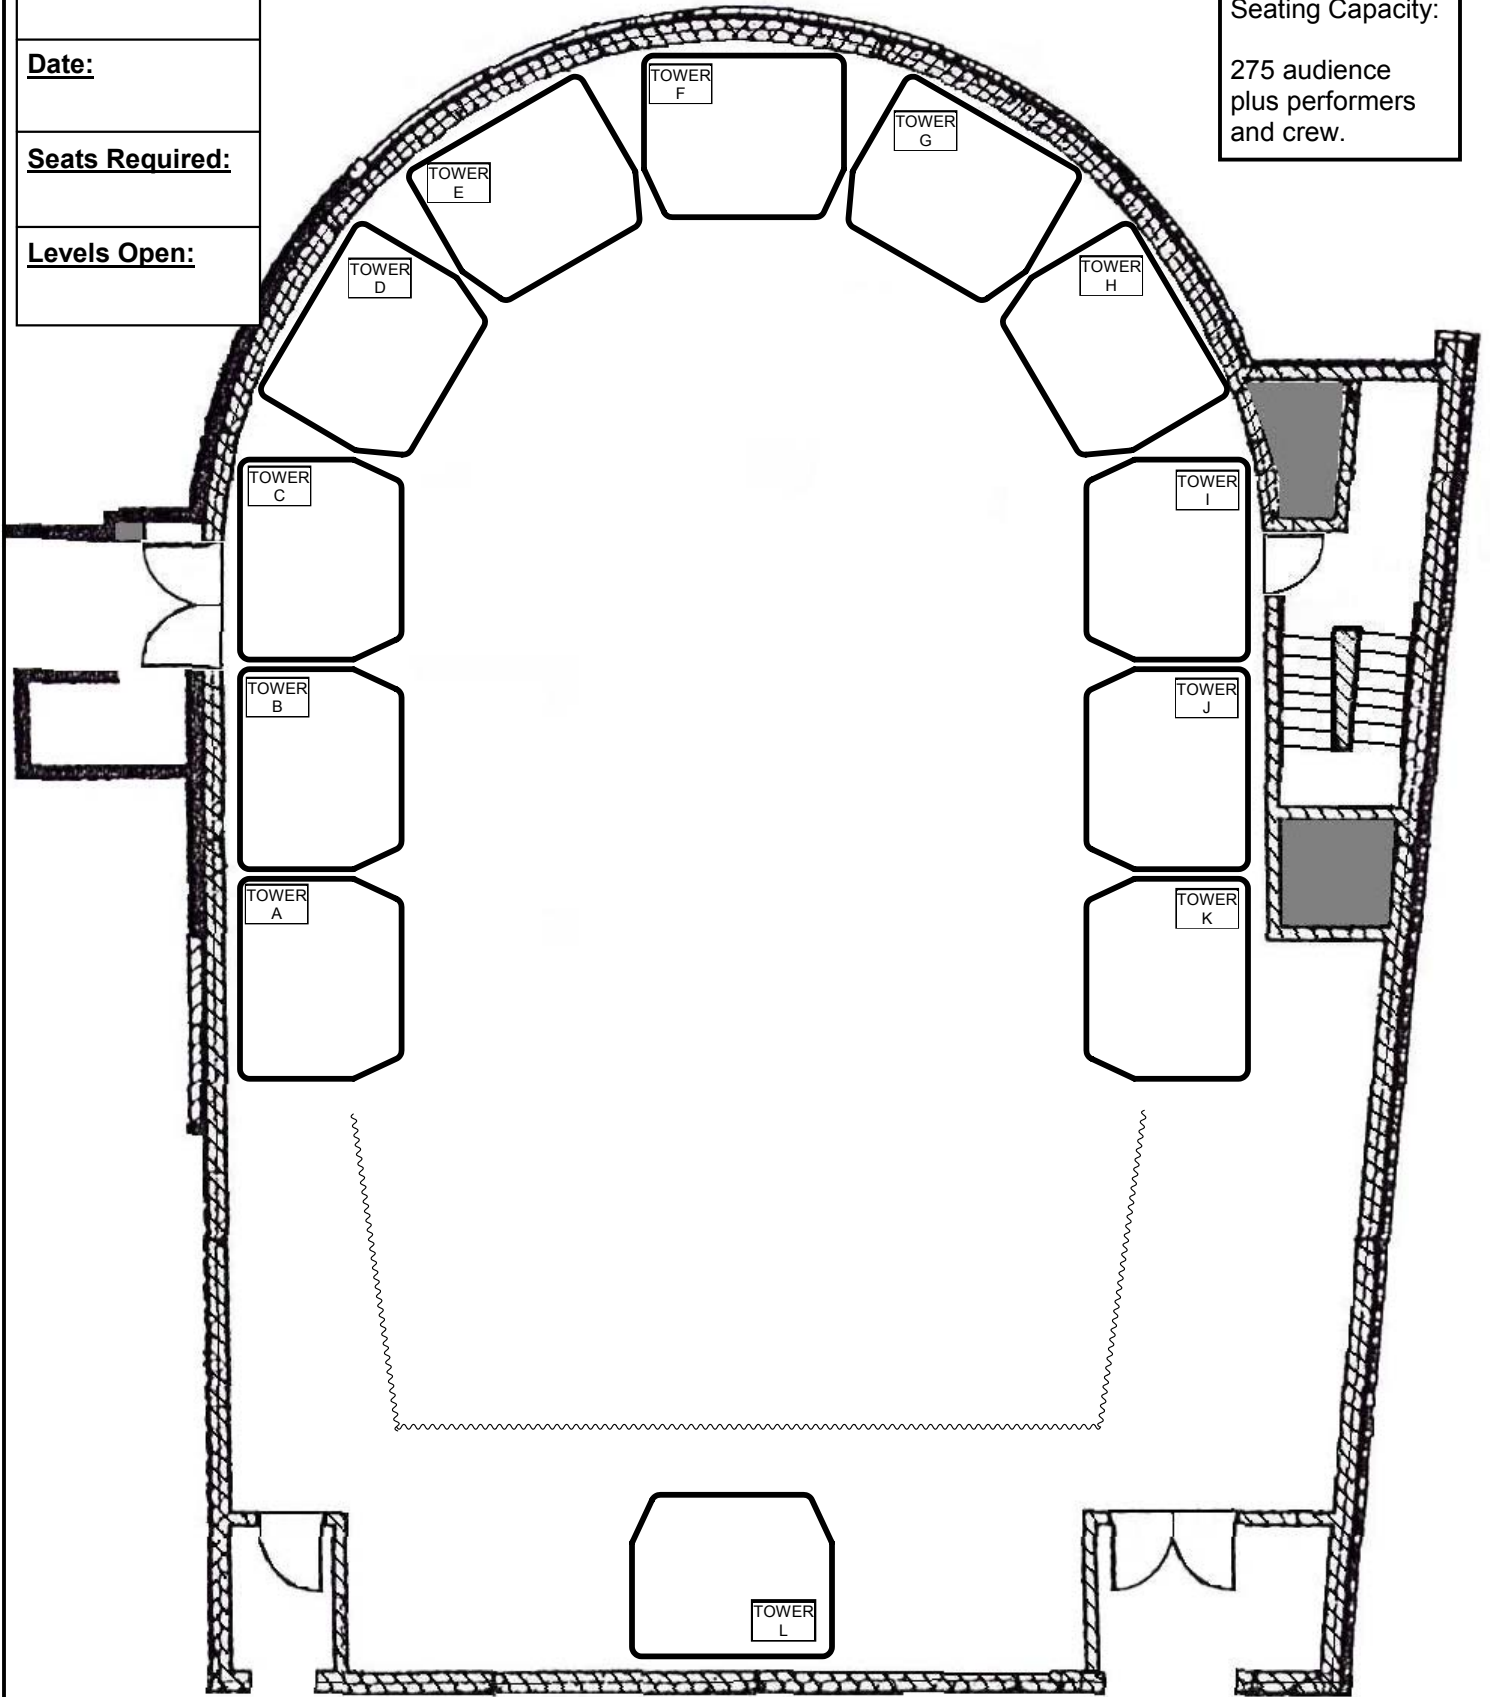 Date:
Seats Required:
Levels Open:
Seating Capacity:
275 audience
plus performers
and crew.
TOWER
F
TOWER
G
TOWER
E
TOWER
D
TOWER
H
TOWER
C
TOWER
I
TOWER
B
TOWER
J
TOWER
A
TOWER
K
TOWER
L